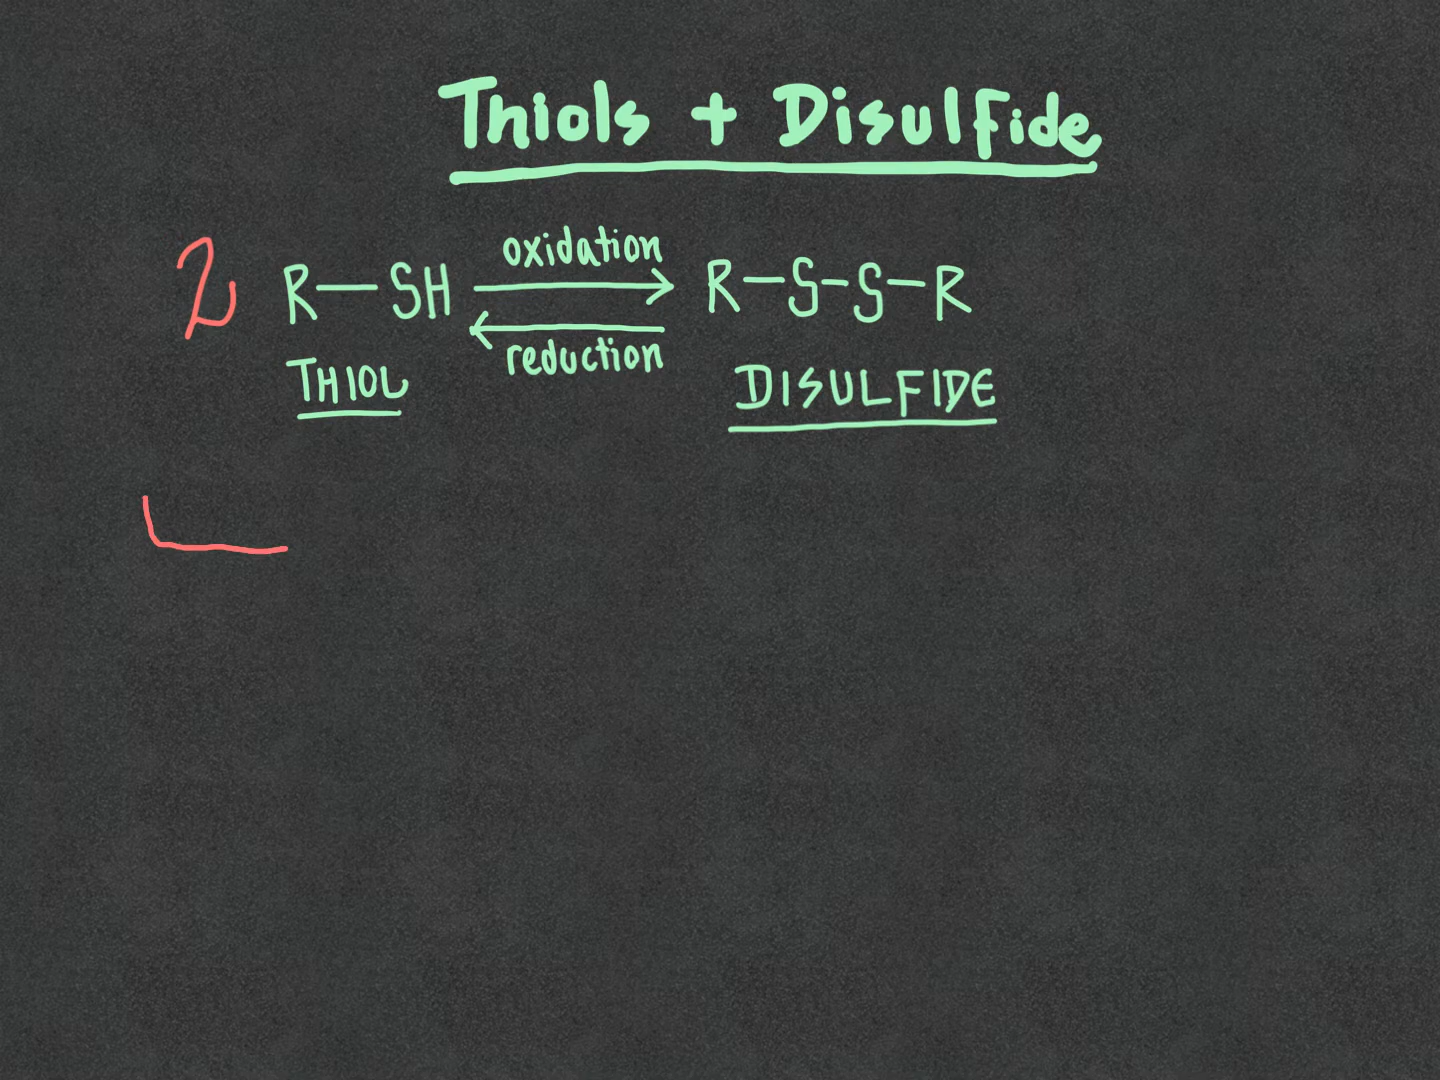 Thiols + Disulfide
oxidation
2 R-SH R-S-S-R
reduction
THIOL DISULFIDE